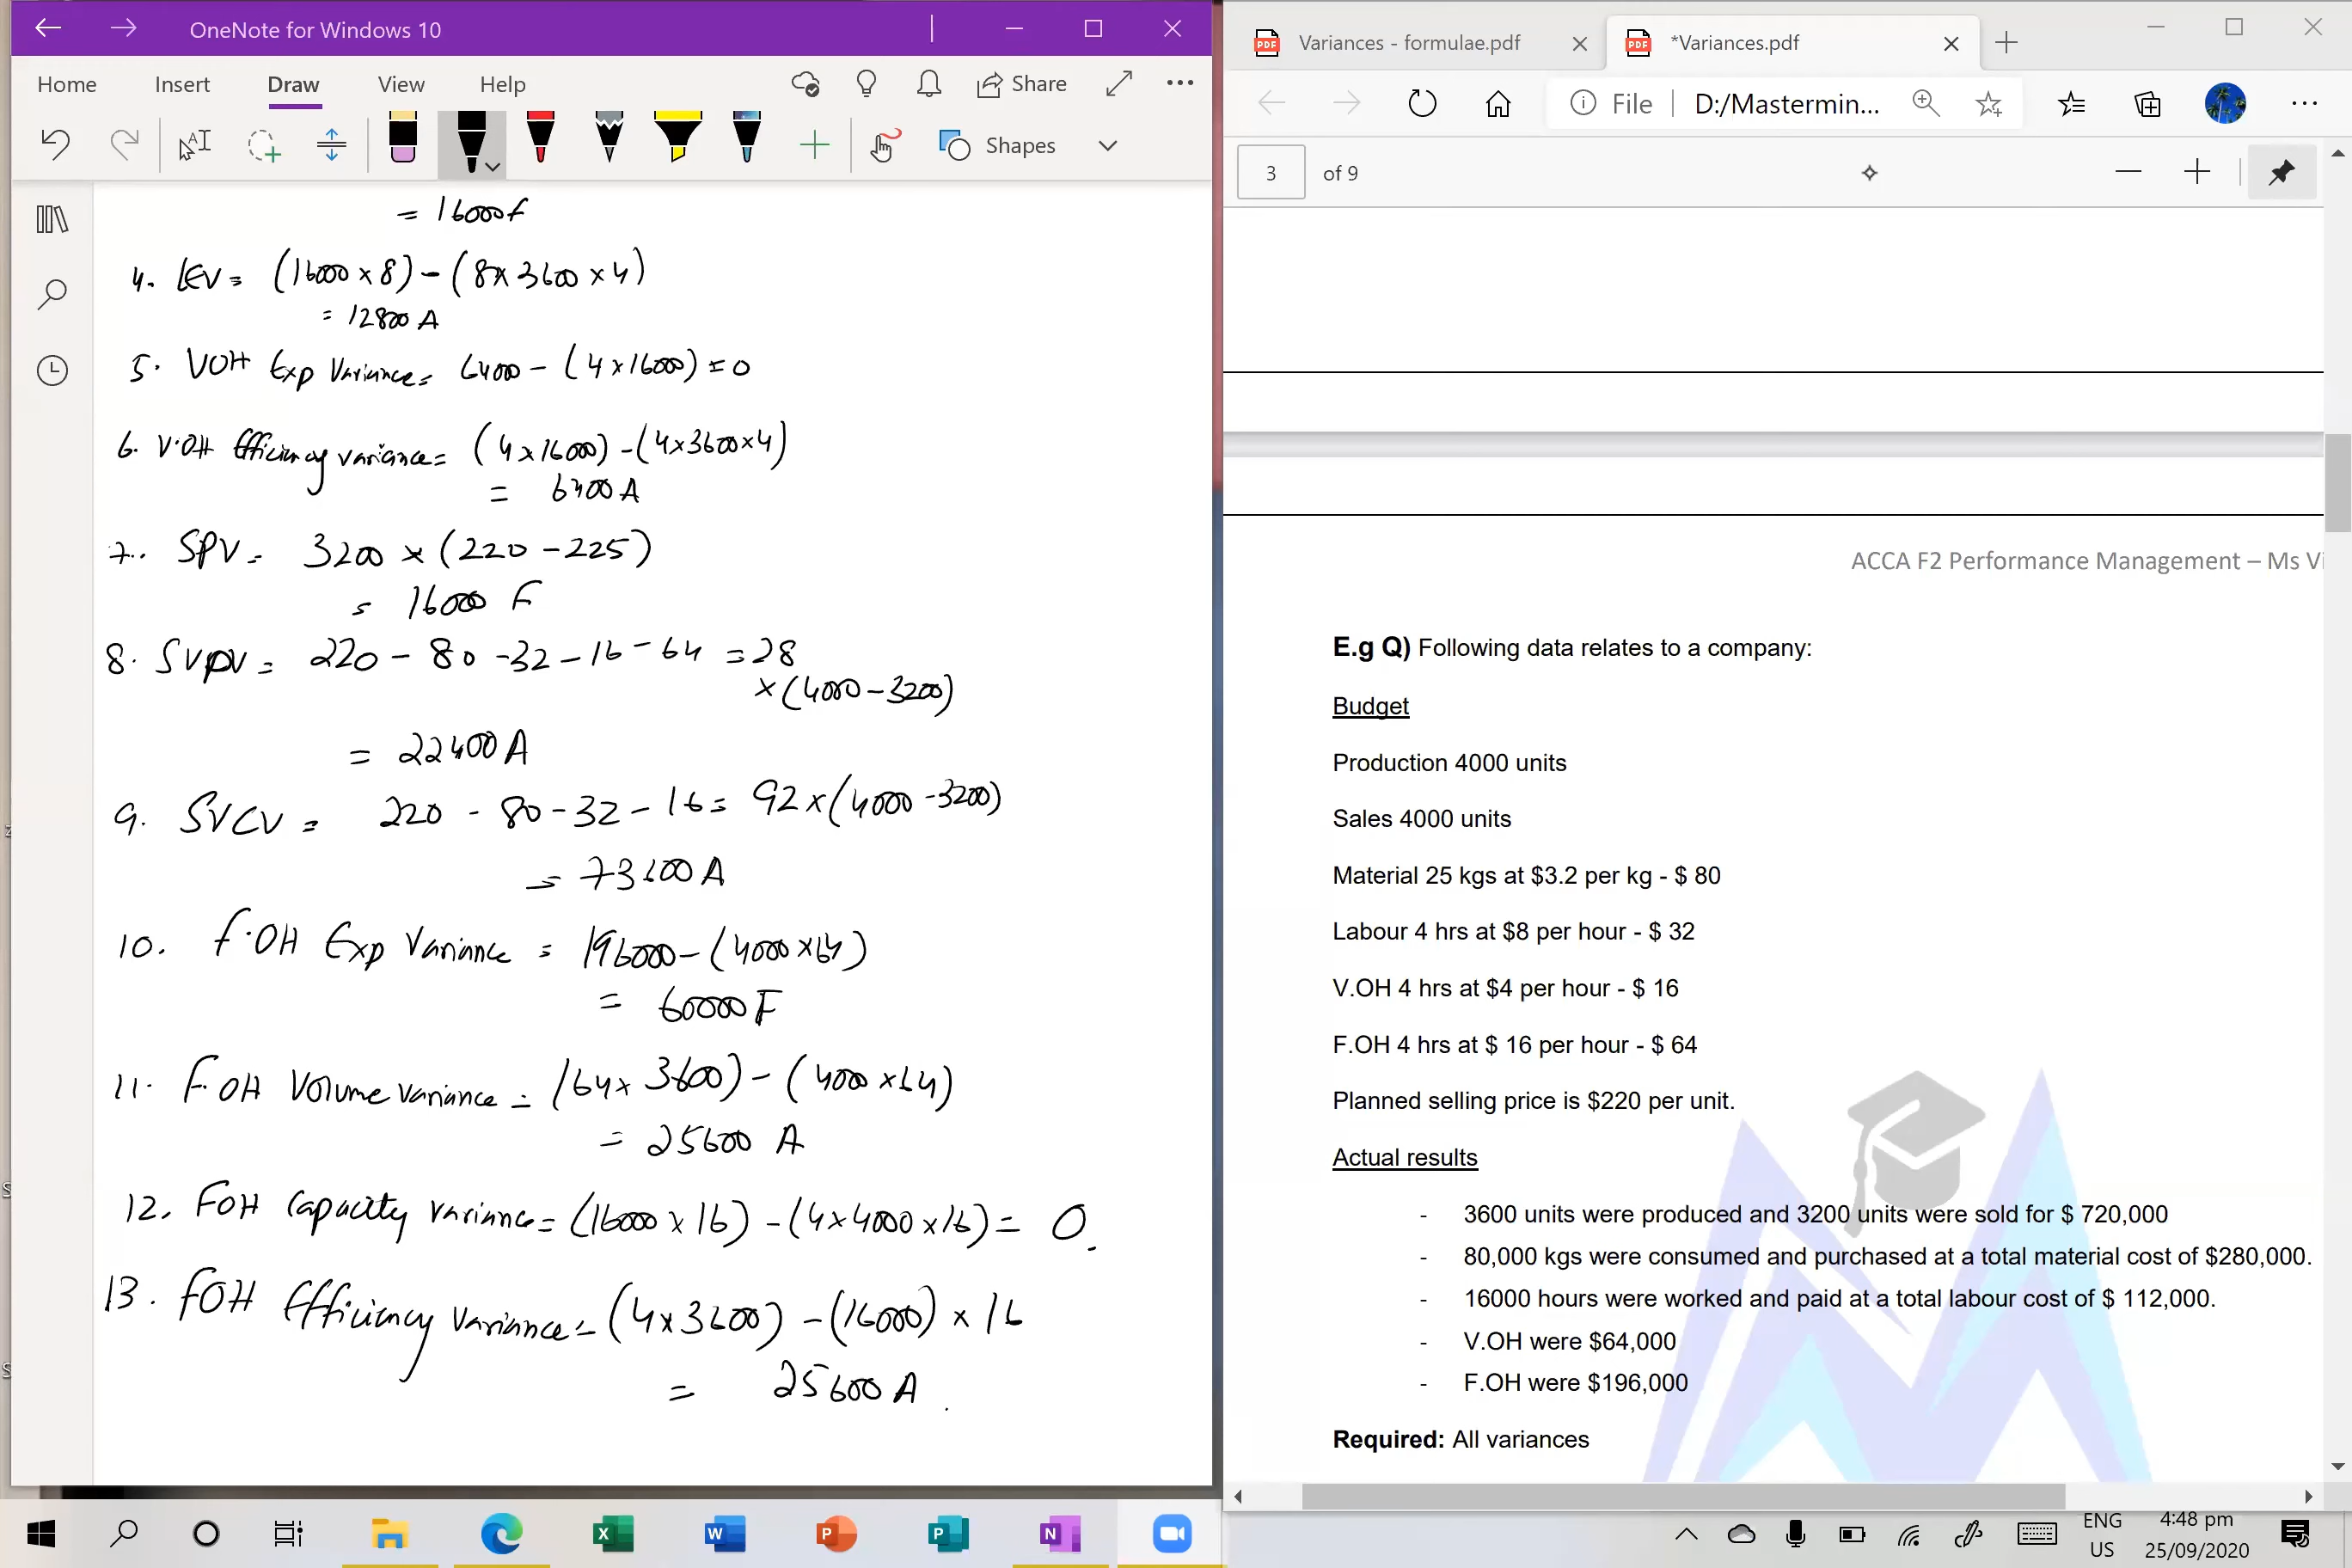 OneNote for Windows 10
Home Insert Draw View Help Share
Shapes
= 16000F
4. LEV = (16000 × 8) - (8 × 3600 × 4)
= 12800 A
5. VOH Exp Variance = 64000 - (4 × 16000) = 0
6. V.OH Efficiency variance = (4 × 16000) - (4 × 3600 × 4)
= 6400 A
7. SPV = 3200 × (220 - 225)
= 16000 F
8. SVPV = 220 - 80 - 32 - 16 - 64 = 28
× (4000 - 3200)
= 22400 A
9. SVCV = 220 - 80 - 32 - 16 = 92 × (4000 - 3200)
= 73600 A
10. F.OH Exp Variance = 196000 - (4000 × 64)
= 60000 F
11. F.OH Volume variance = (64 × 3600) - (4000 × 64)
= 25600 A
12. FOH Capacity variance = (16000 × 16) - (4 × 4000 × 16) = 0.
13. FOH Efficiency Variance = (4 × 3600) - (16000) × 16
= 25600 A.
Variances - formulae.pdf
*Variances.pdf
File D:/Mastermin...
3 of 9
ACCA F2 Performance Management – Ms Vi
E.g Q) Following data relates to a company:
Budget
Production 4000 units
Sales 4000 units
Material 25 kgs at $3.2 per kg - $ 80
Labour 4 hrs at $8 per hour - $ 32
V.OH 4 hrs at $4 per hour - $ 16
F.OH 4 hrs at $ 16 per hour - $ 64
Planned selling price is $220 per unit.
Actual results
- 3600 units were produced and 3200 units were sold for $ 720,000
- 80,000 kgs were consumed and purchased at a total material cost of $280,000.
- 16000 hours were worked and paid at a total labour cost of $ 112,000.
- V.OH were $64,000
- F.OH were $196,000
Required: All variances
ENG
US
4:48 pm
25/09/2020